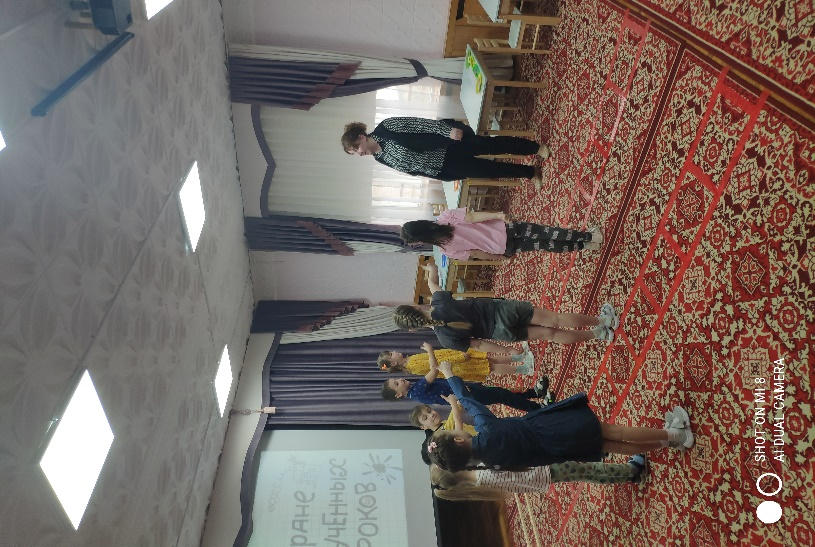 ране
ученных
роков
SHOT ON MI 8
AI DUAL CAMERA